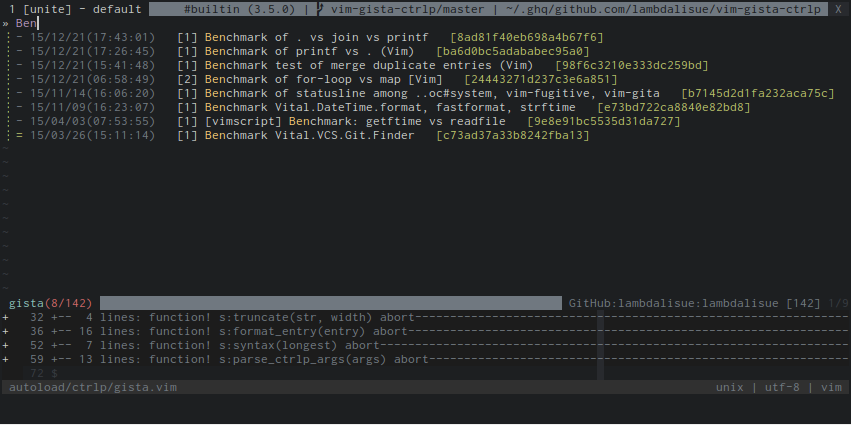 1 [unite] - default #builtin (3.5.0) | vim-gista-ctrlp/master | ~/.ghq/github.com/lambdalisue/vim-gista-ctrlp X
» Ben
- 15/12/21(17:43:01) [1] Benchmark of . vs join vs printf [8ad81f40eb698a4b67f6]
- 15/12/21(17:26:45) [1] Benchmark of printf vs . (Vim) [ba6d0bc5adababec95a0]
- 15/12/21(15:41:48) [1] Benchmark test of merge duplicate entries (Vim) [98f6c3210e333dc259bd]
- 15/12/21(06:58:49) [2] Benchmark of for-loop vs map [Vim] [24443271d237c3e6a851]
- 15/11/14(16:06:20) [1] Benchmark of statusline among ..oc#system, vim-fugitive, vim-gita [b7145d2d1fa232aca75c]
- 15/11/09(16:23:07) [1] Benchmark Vital.DateTime.format, fastformat, strftime [e73bd722ca8840e82bd8]
- 15/04/03(07:53:55) [1] [vimscript] Benchmark: getftime vs readfile [9e8e91bc5535d31da727]
= 15/03/26(15:11:14) [1] Benchmark Vital.VCS.Git.Finder [c73ad37a33b8242fba13]
~
~
~
~
~
~
~
~
~
~
~
gista(8/142) GitHub:lambdalisue:lambdalisue [142] 1/9
+ 32 +-- 4 lines: function! s:truncate(str, width) abort
+ 36 +-- 16 lines: function! s:format_entry(entry) abort
+ 52 +-- 7 lines: function! s:syntax(longest) abort
+ 59 +-- 13 lines: function! s:parse_ctrlp_args(args) abort
72 $
autoload/ctrlp/gista.vim unix | utf-8 | vim